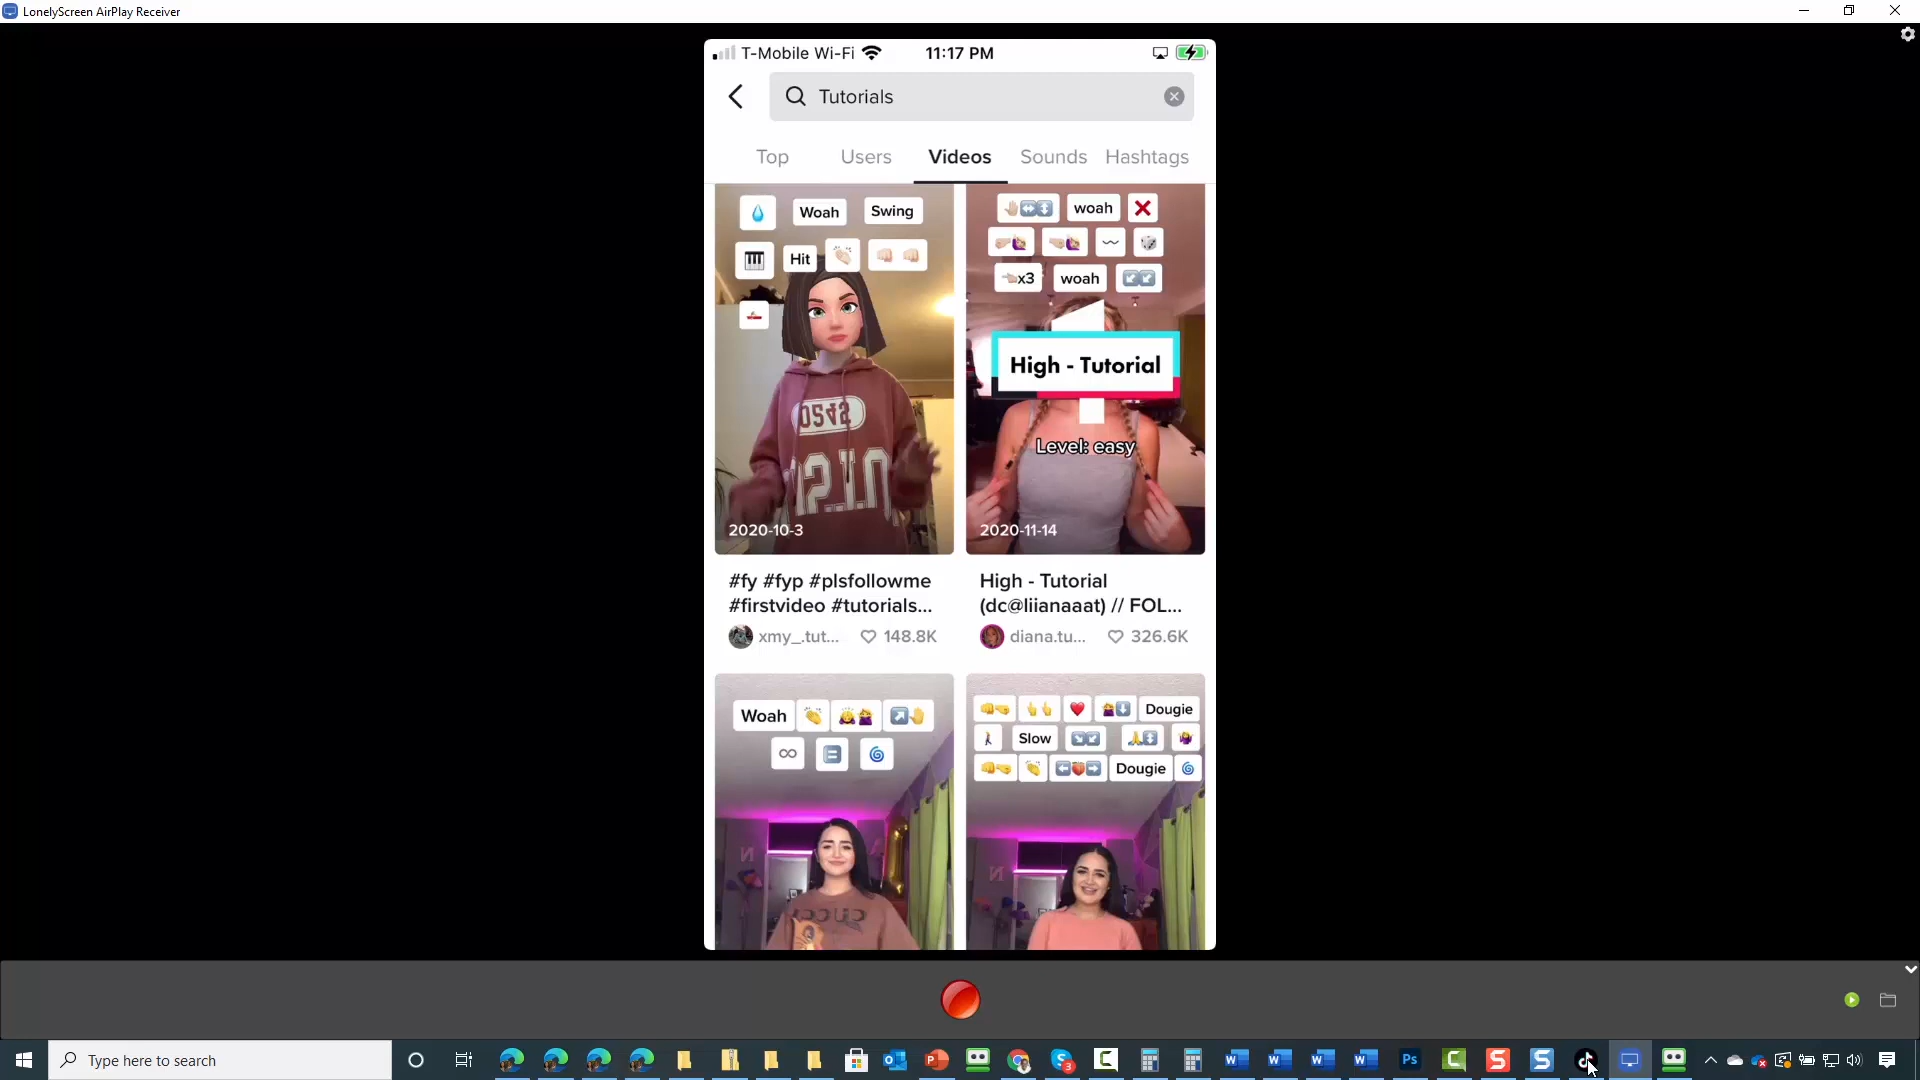 LonelyScreen AirPlay Receiver
T-Mobile Wi-Fi 11:17 PM
Tutorials
Top Users Videos Sounds Hashtags
Woah Swing
Hit
2020-10-3
woah
x3 woah
High - Tutorial
Level: easy
2020-11-14
#fy #fyp #plsfollowme
#firstvideo #tutorials...
xmy_.tut... 148.8K
High - Tutorial
(dc@liianaaat) // FOL...
diana.tu... 326.6K
Woah
Dougie
Slow
Dougie
Type here to search